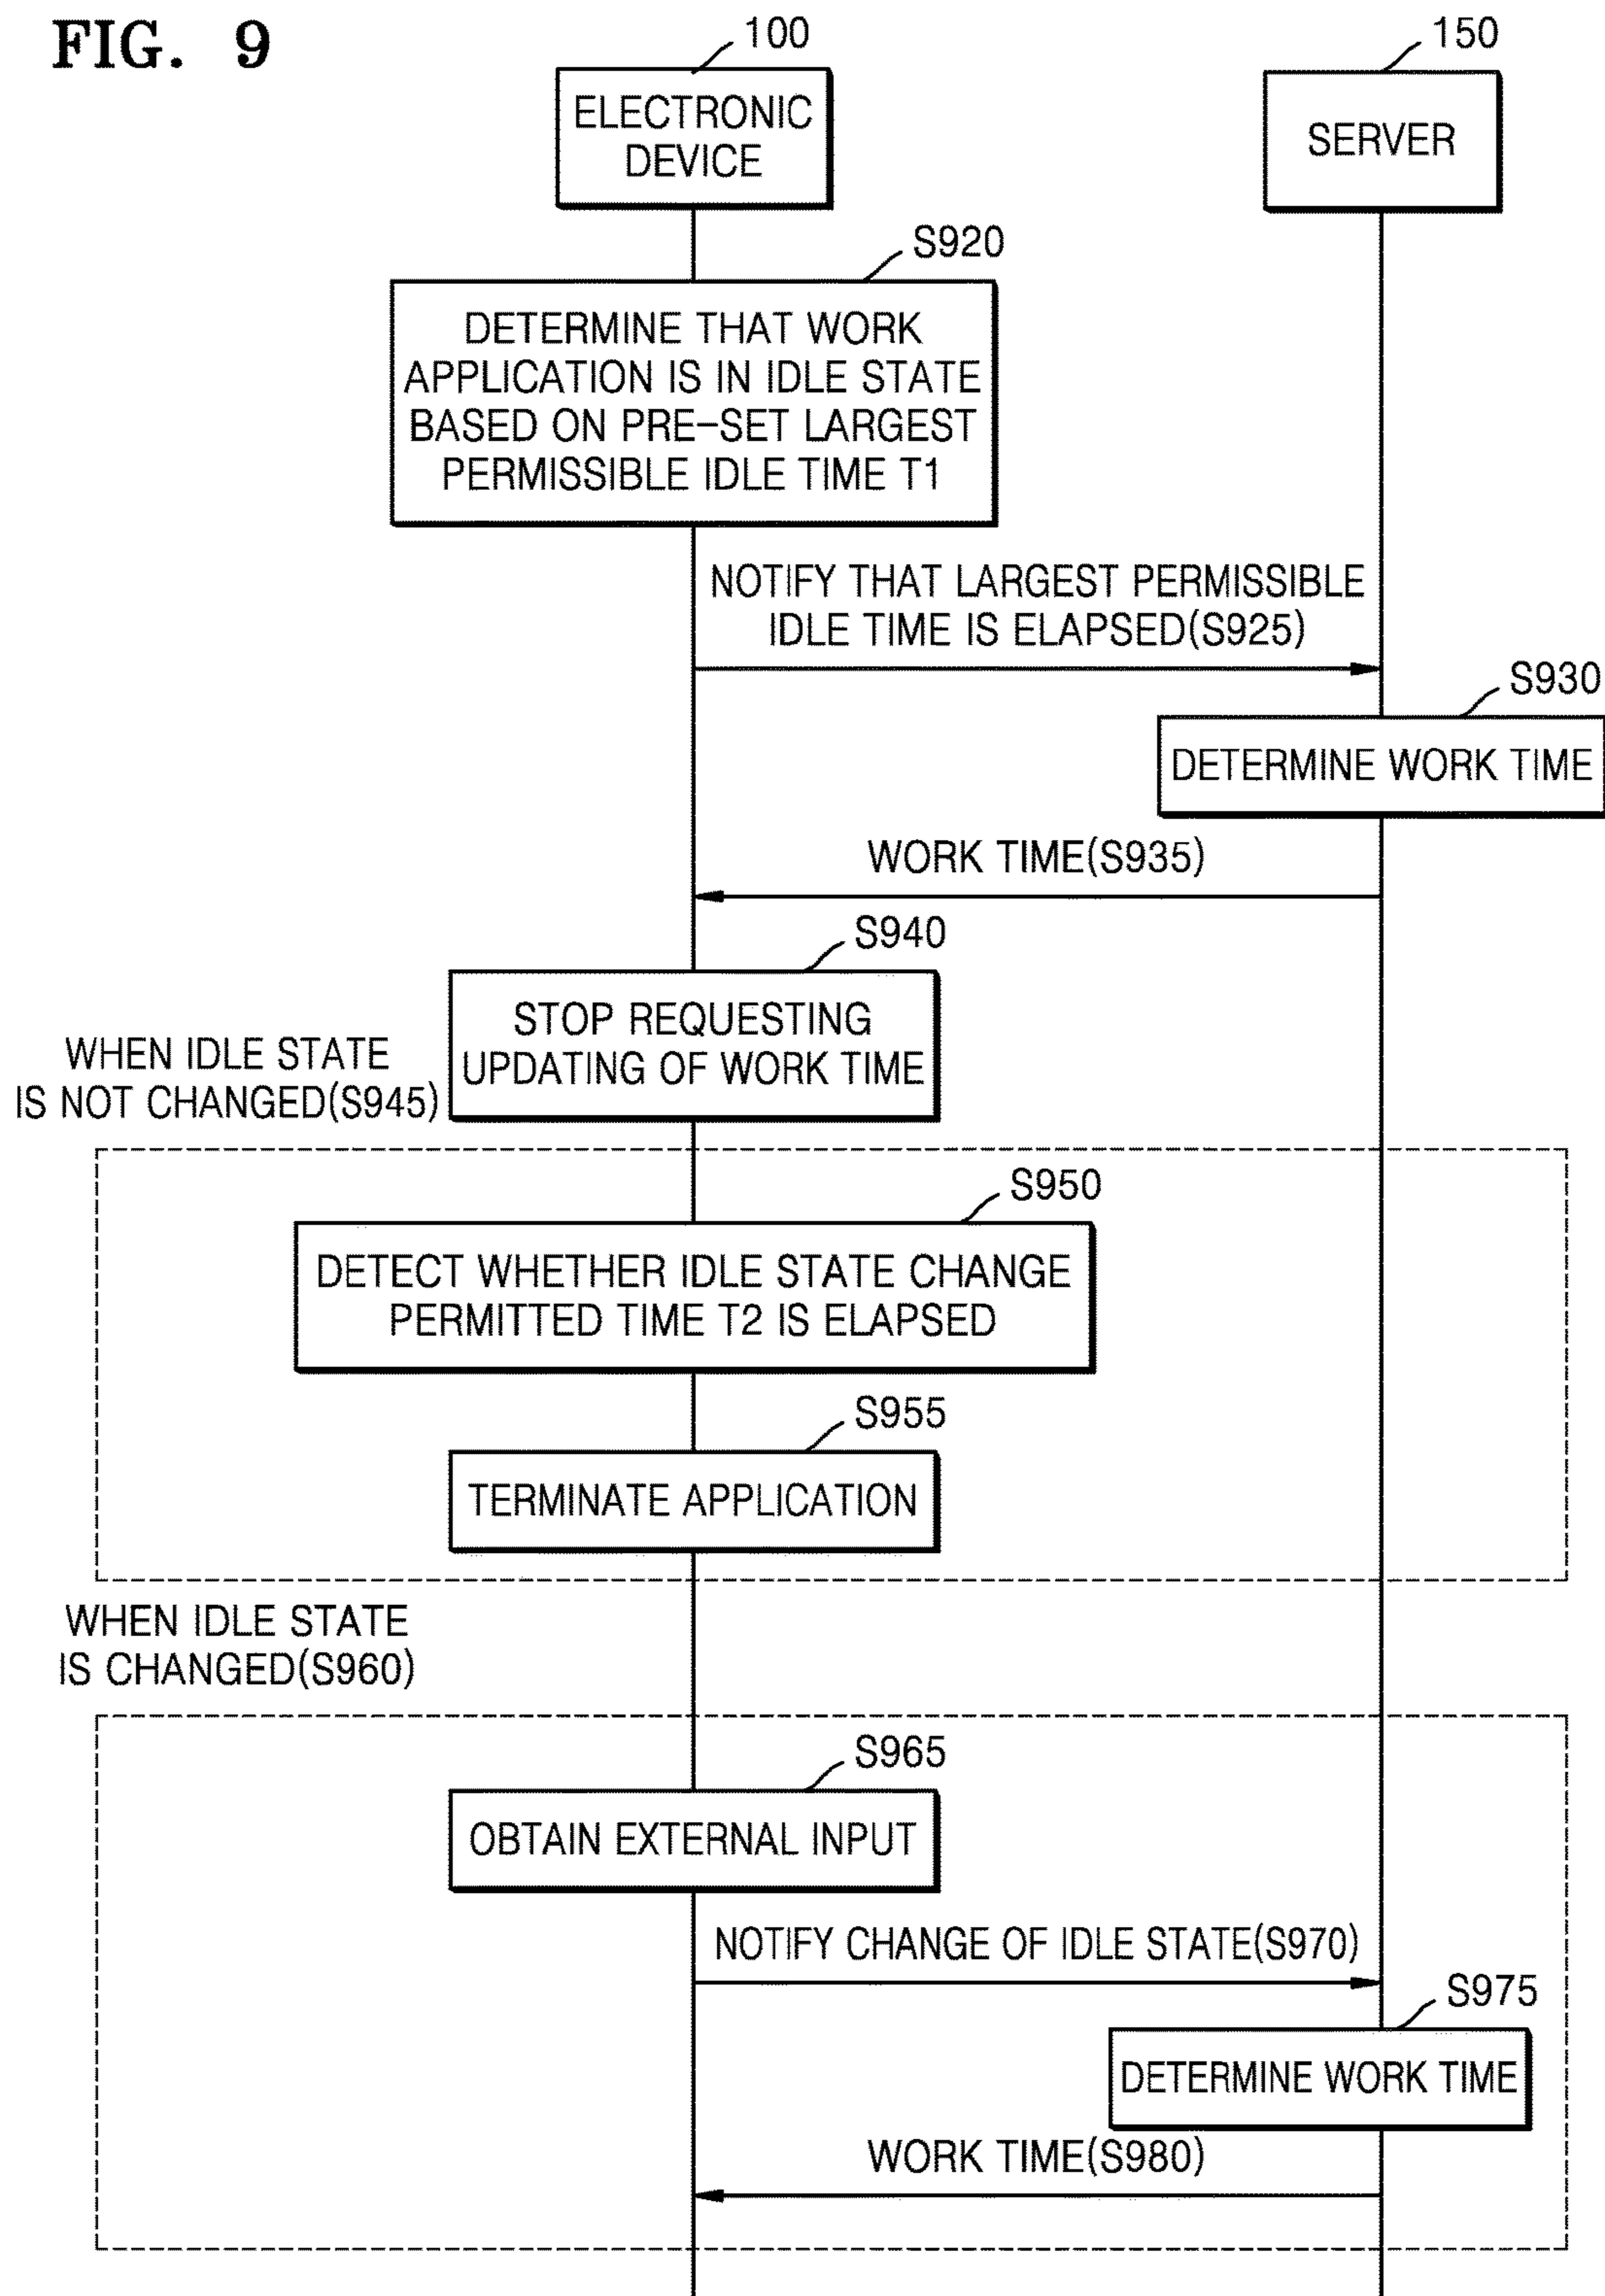 FIG. 9
100
150
ELECTRONIC
DEVICE
SERVER
S920
DETERMINE THAT WORK
APPLICATION IS IN IDLE STATE
BASED ON PRE-SET LARGEST
PERMISSIBLE IDLE TIME T1
NOTIFY THAT LARGEST PERMISSIBLE
IDLE TIME IS ELAPSED(S925)
S930
DETERMINE WORK TIME
WORK TIME(S935)
S940
STOP REQUESTING
UPDATING OF WORK TIME
WHEN IDLE STATE
IS NOT CHANGED(S945)
S950
DETECT WHETHER IDLE STATE CHANGE
PERMITTED TIME T2 IS ELAPSED
S955
TERMINATE APPLICATION
WHEN IDLE STATE
IS CHANGED(S960)
S965
OBTAIN EXTERNAL INPUT
NOTIFY CHANGE OF IDLE STATE(S970)
S975
DETERMINE WORK TIME
WORK TIME(S980)